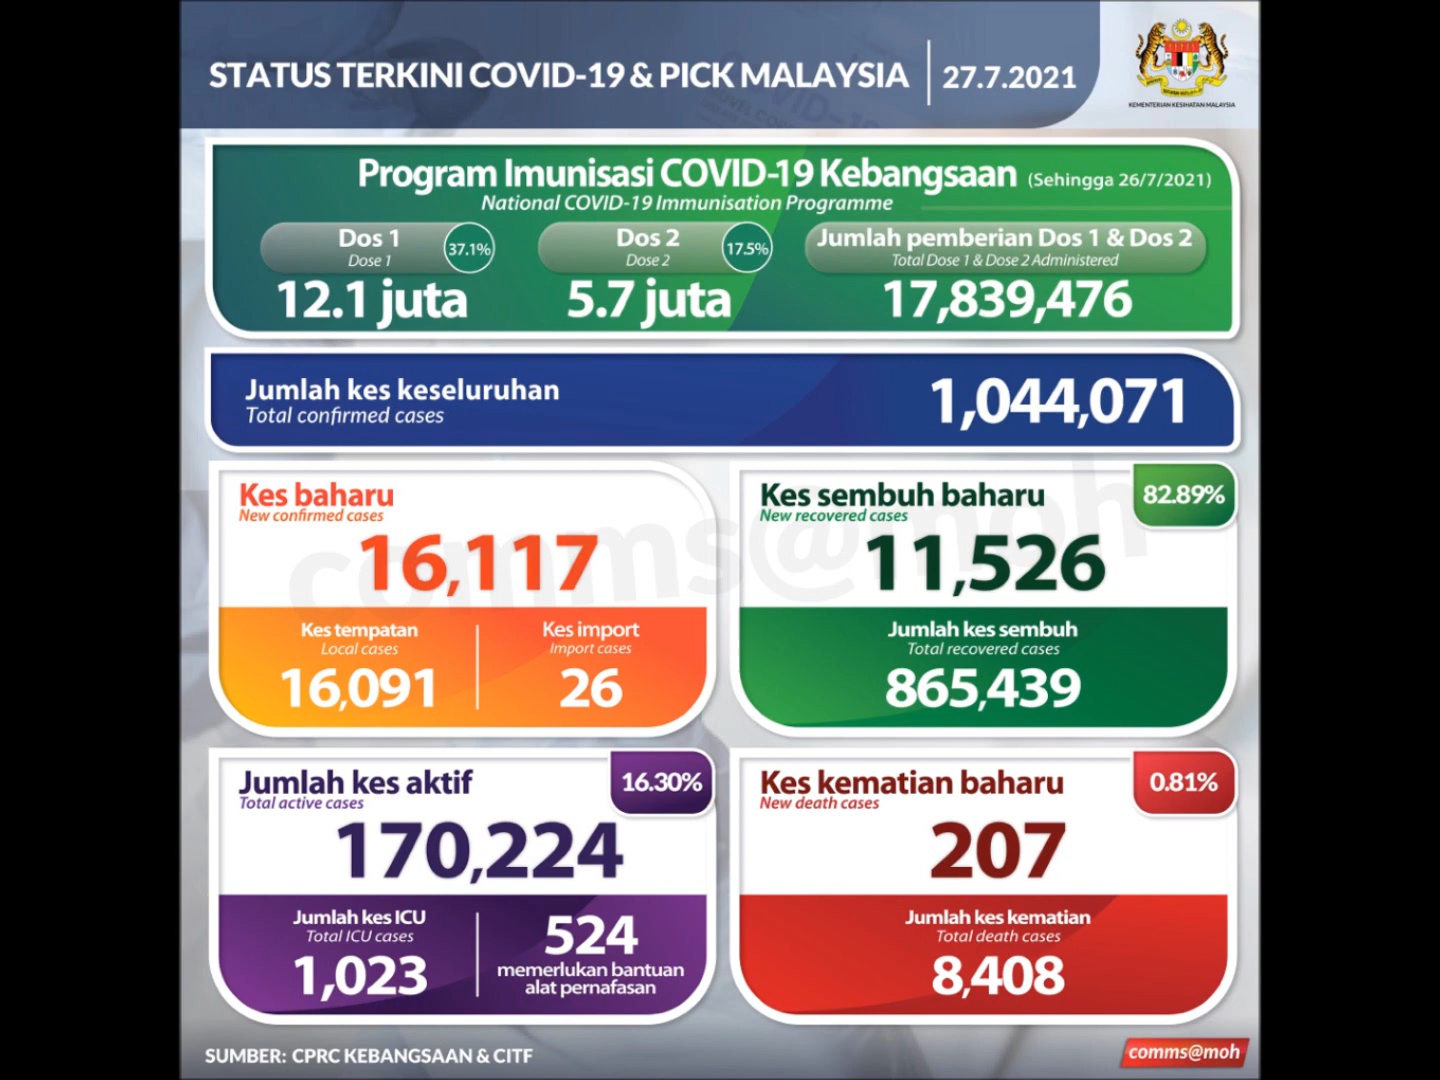 STATUS TERKINI COVID-19 & PICK MALAYSIA | 27.7.2021
KEMENTERIAN KESIHATAN MALAYSIA
Program Imunisasi COVID-19 Kebangsaan (Sehingga 26/7/2021)
National COVID-19 Immunisation Programme
Dos 1
Dose 1
37.1%
12.1 juta
Dos 2
Dose 2
17.5%
5.7 juta
Jumlah pemberian Dos 1 & Dos 2
Total Dose 1 & Dose 2 Administered
17,839,476
Jumlah kes keseluruhan
Total confirmed cases
1,044,071
Kes baharu
New confirmed cases
16,117
Kes tempatan
Local cases
16,091
Kes import
Import cases
26
Kes sembuh baharu
New recovered cases
82.89%
11,526
Jumlah kes sembuh
Total recovered cases
865,439
comms@moh
Jumlah kes aktif
Total active cases
16.30%
170,224
Jumlah kes ICU
Total ICU cases
1,023
524
memerlukan bantuan
alat pernafasan
Kes kematian baharu
New death cases
0.81%
207
Jumlah kes kematian
Total death cases
8,408
SUMBER: CPRC KEBANGSAAN & CITF
comms@moh